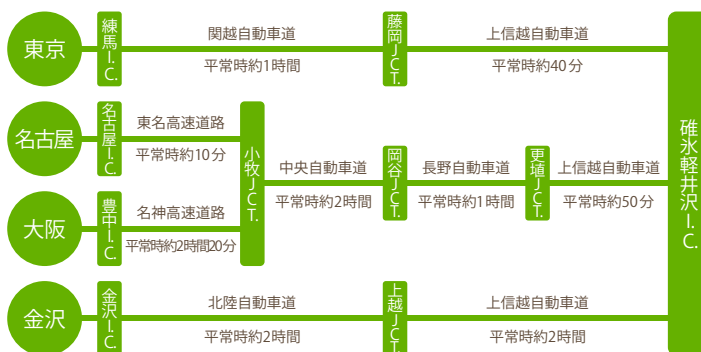 東京
練馬I.C.
関越自動車道
平常時約1時間
藤岡JCT.
上信越自動車道
平常時約40分
名古屋
名古屋I.C.
東名高速道路
平常時約10分
大阪
豊中I.C.
名神高速道路
平常時約2時間20分
小牧JCT.
中央自動車道
平常時約2時間
岡谷JCT.
長野自動車道
平常時約1時間
更埴JCT.
上信越自動車道
平常時約50分
金沢
金沢I.C.
北陸自動車道
平常時約2時間
上越JCT.
上信越自動車道
平常時約2時間
碓氷軽井沢I.C.